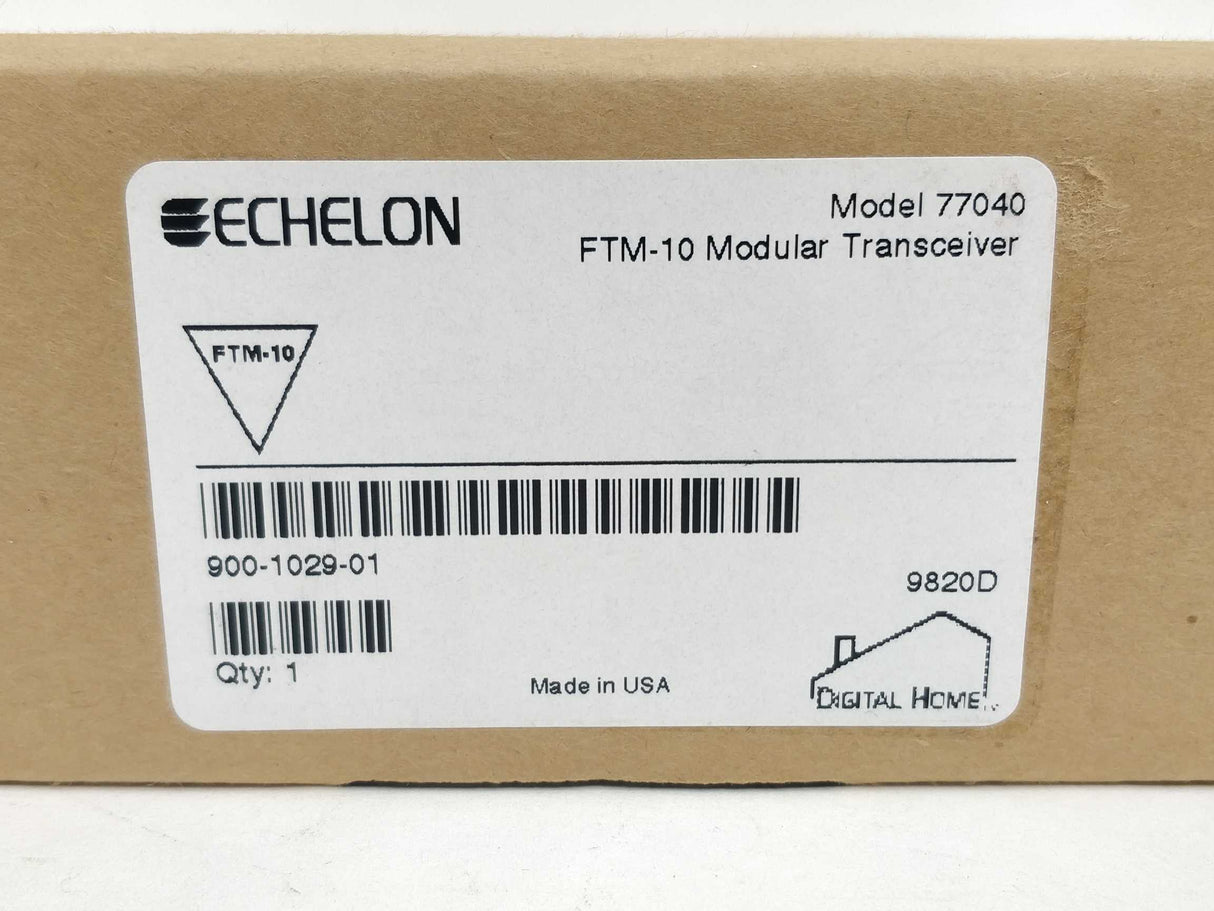 ECHELON
Model 77040
FTM-10 Modular Transceiver
FTM-10
900-1029-01
9820D
Qty: 1
Made in USA
DIGITAL HOME